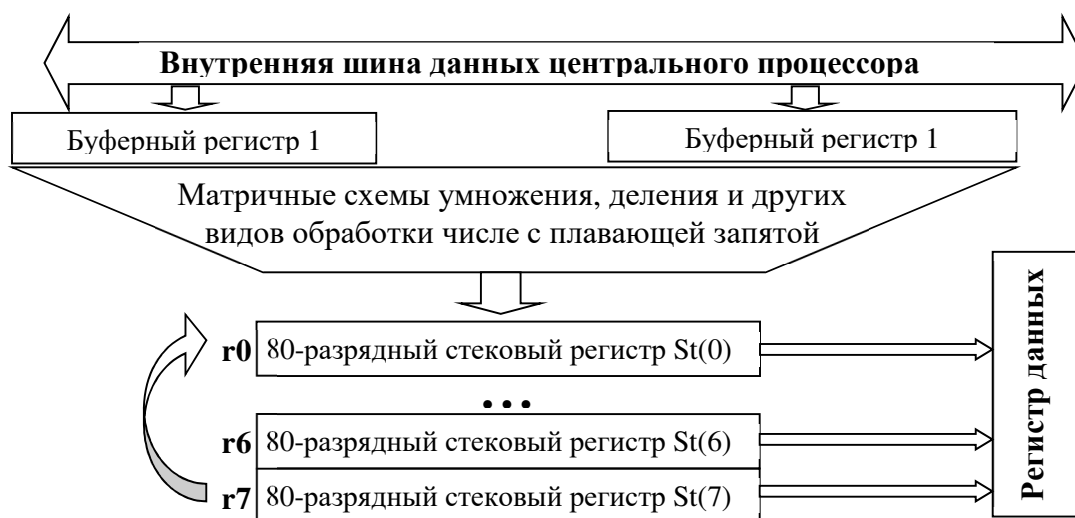 Внутренняя шина данных центрального процессора
Буферный регистр 1
Буферный регистр 1
Матричные схемы умножения, деления и других
видов обработки числе с плавающей запятой
r0 80-разрядный стековый регистр St(0)
...
r6 80-разрядный стековый регистр St(6)
r7 80-разрядный стековый регистр St(7)
Регистр данных